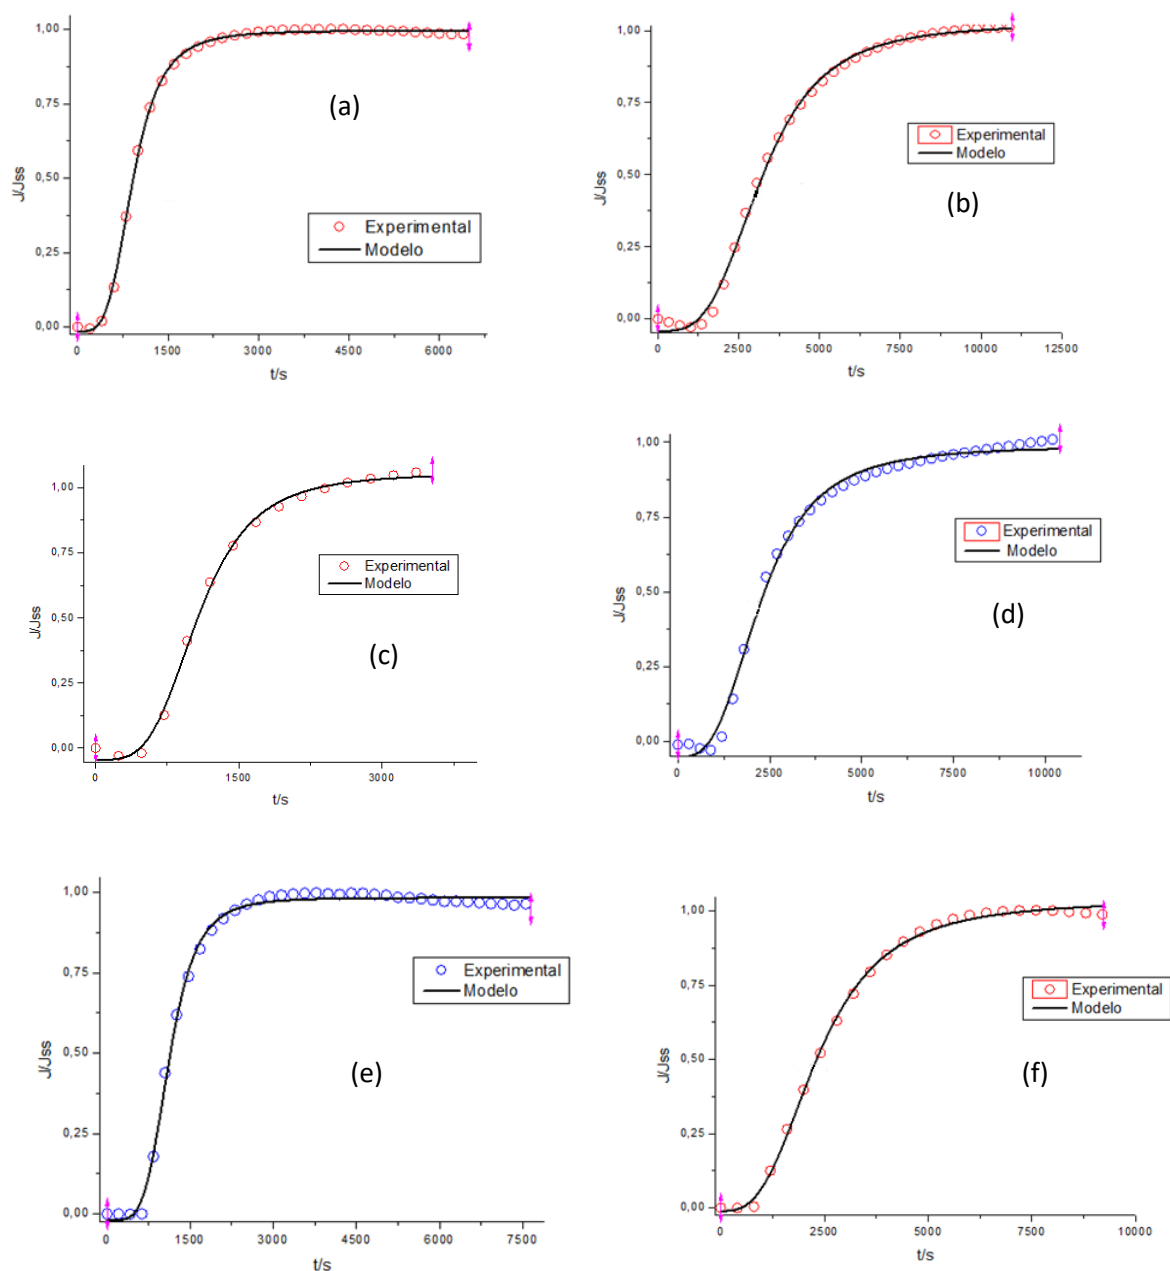 1,00
0,75
0,50
0,25
0,00
J/Jss
(a)
Experimental
Modelo
0
1500
3000
4500
6000
t/s
1,00
0,75
0,50
0,25
0,00
J/Jss
Experimental
Modelo
(b)
0
2500
5000
7500
10000
12500
t/s
1,00
0,75
0,50
0,25
0,00
J/Jss
Experimental
Modelo
(c)
0
1500
3000
t/s
1,00
0,75
0,50
0,25
0,00
J/Jss
Experimental
Modelo
(d)
0
2500
5000
7500
10000
t/s
1,00
0,75
0,50
0,25
0,00
J/Jss
Experimental
Modelo
(e)
0
1500
3000
4500
6000
7500
t/s
1,00
0,75
0,50
0,25
0,00
J/Jss
Experimental
Modelo
(f)
0
2500
5000
7500
10000
t/s